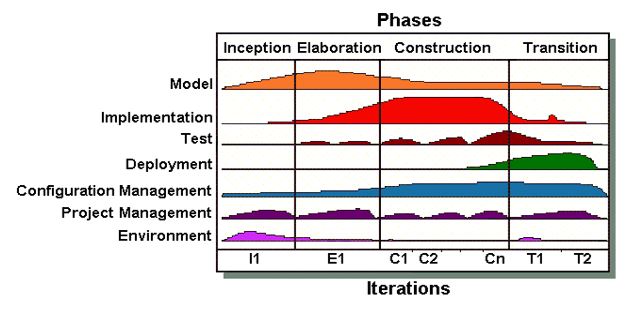 Phases
Inception Elaboration Construction Transition
Model
Implementation
Test
Deployment
Configuration Management
Project Management
Environment
I1 E1 C1 C2 Cn T1 T2
Iterations